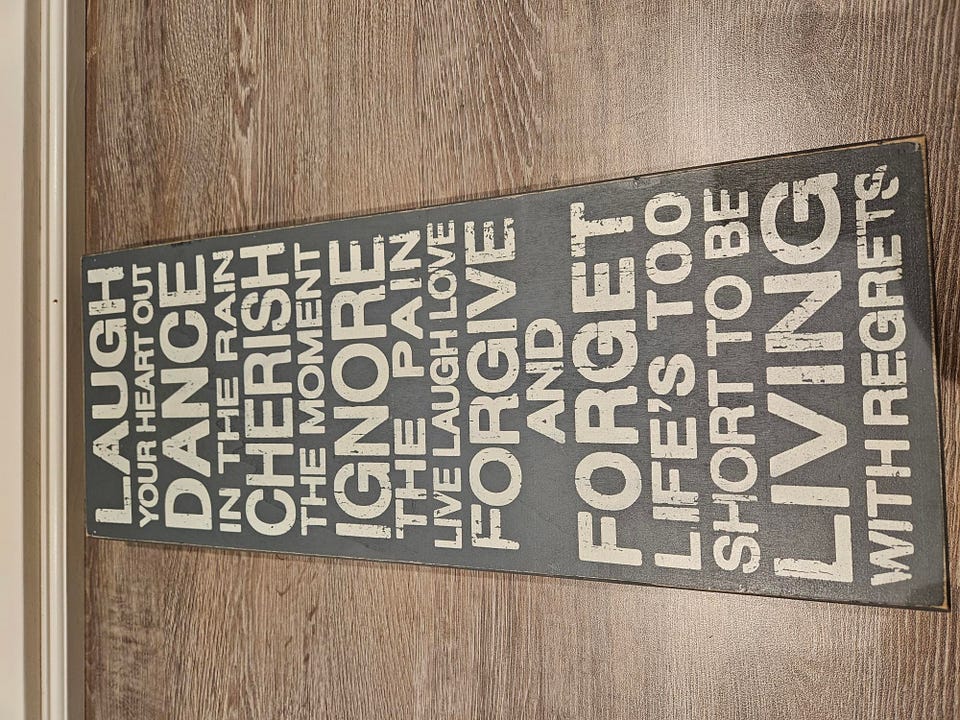 LAUGH
YOUR HEART OUT
DANCE
IN THE RAIN
CHERISH
THE MOMENT
IGNORE
THE PAIN
LIVE LAUGH LOVE
FORGIVE
AND
FORGET
LIFE'S TOO
SHORT TO BE
LIVING
WITH REGRETS